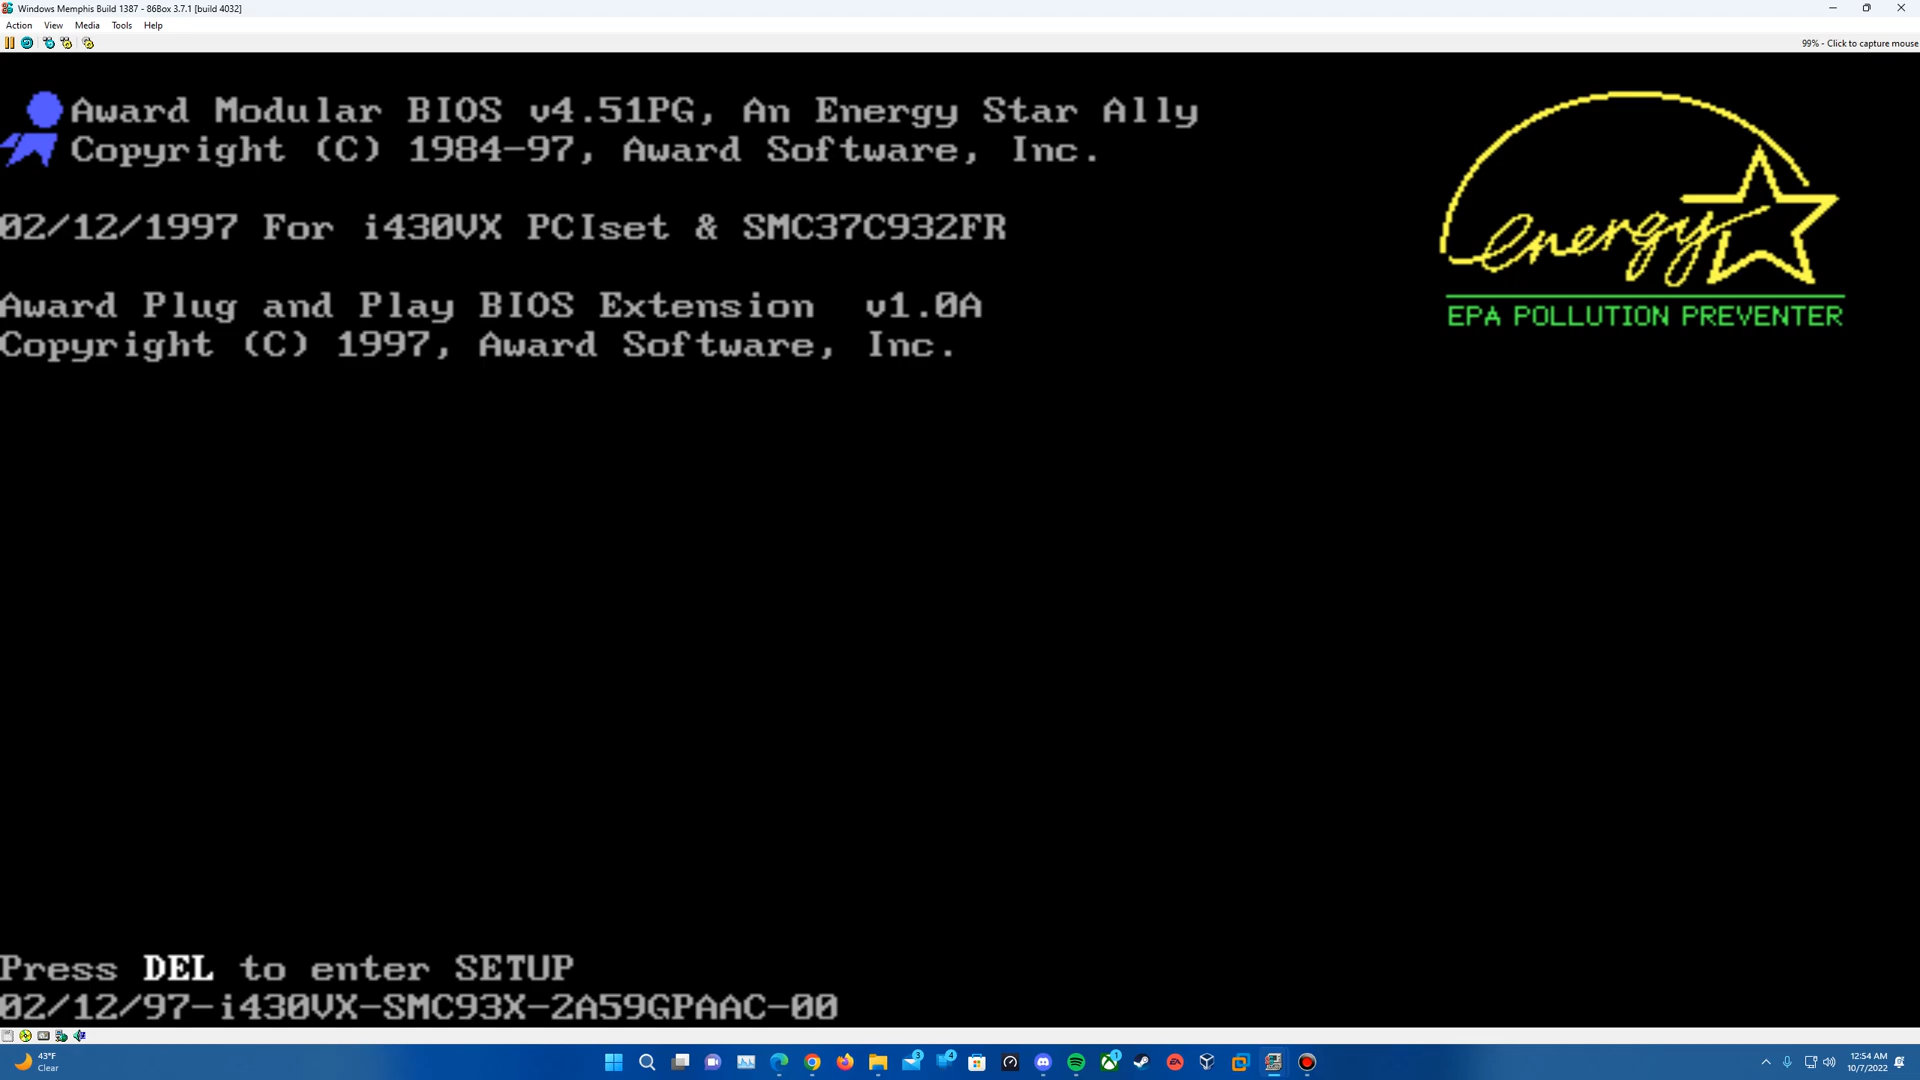 Windows Memphis Build 1387 - 86Box 3.7.1 [build 4032]
Action View Media Tools Help
99% - Click to capture mouse
Award Modular BIOS v4.51PG, An Energy Star Ally
Copyright (C) 1984-97, Award Software, Inc.
energy
EPA POLLUTION PREVENTER
02/12/1997 For i430VX PCIset & SMC37C932FR
Award Plug and Play BIOS Extension v1.0A
Copyright (C) 1997, Award Software, Inc.
Press DEL to enter SETUP
02/12/97-i430VX-SMC93X-2A59GPAAC-00
43°F
Clear
3
4
1
EA
12:54 AM
10/7/2022